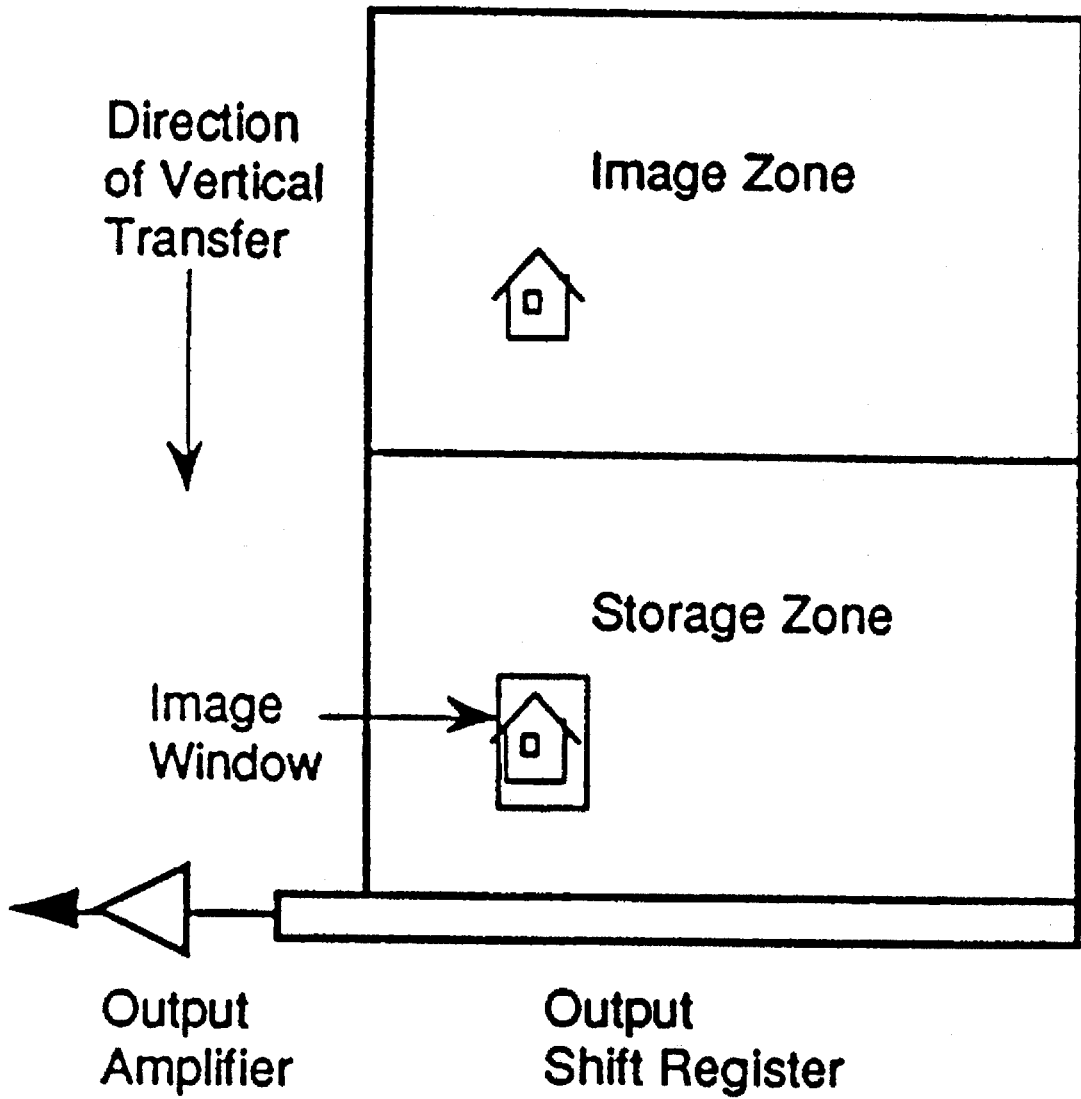 Direction
of Vertical
Transfer
Image Zone
Storage Zone
Image
Window
Output
Amplifier
Output
Shift Register